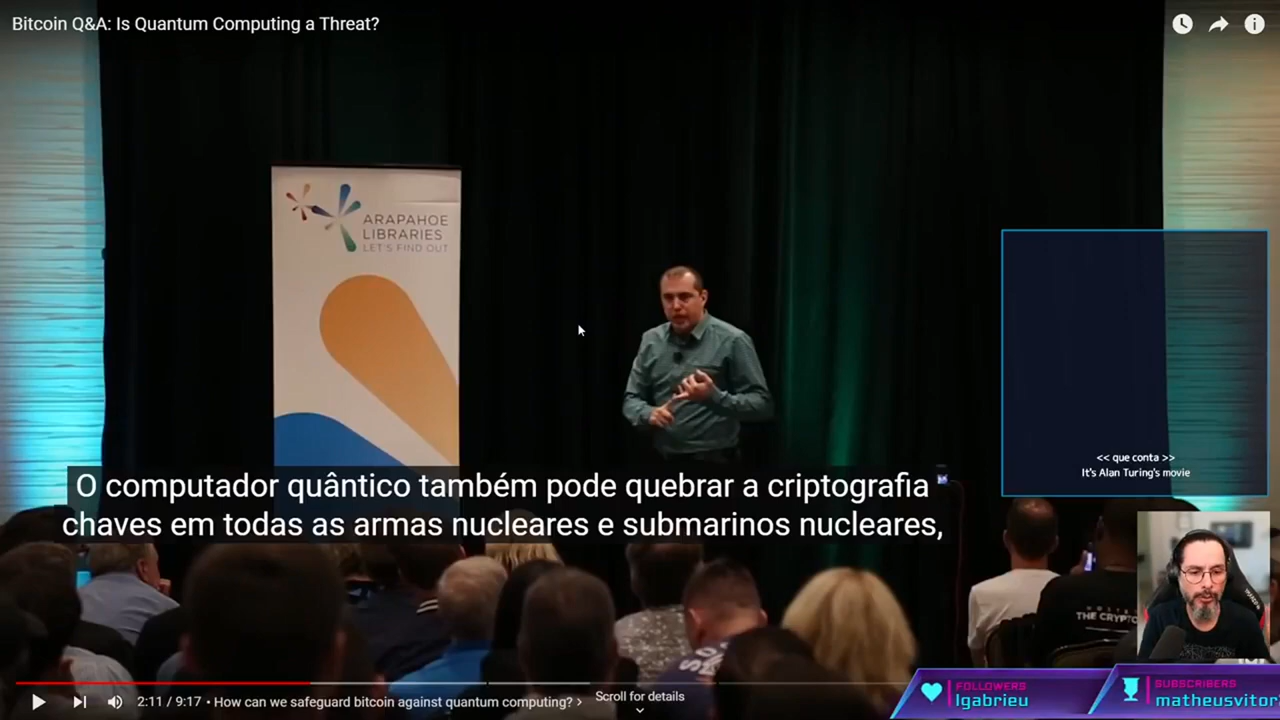 Bitcoin Q&A: Is Quantum Computing a Threat?
ARAPAHOE
LIBRARIES
LET'S FIND OUT
<< que conta >>
It's Alan Turing's movie
O computador quântico também pode quebrar a criptografia
chaves em todas as armas nucleares e submarinos nucleares,
THE CRYPTO
2:11 / 9:17 • How can we safeguard bitcoin against quantum computing? >
Scroll for details
FOLLOWERS
lgabrieu
SUBSCRIBERS
matheusvitor